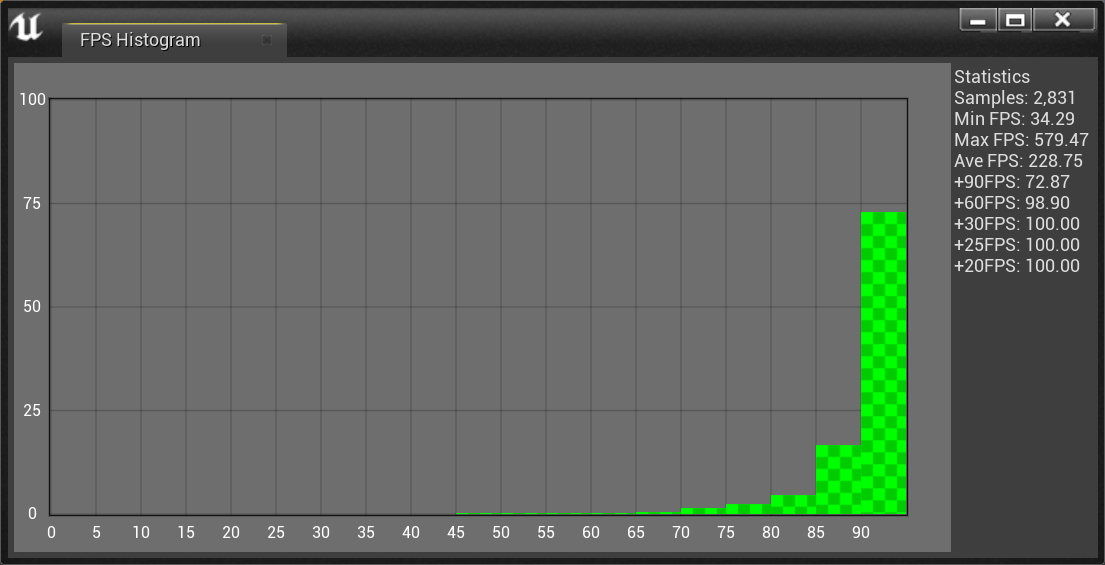 FPS Histogram
Statistics
Samples: 2,831
Min FPS: 34.29
Max FPS: 579.47
Ave FPS: 228.75
+90FPS: 72.87
+60FPS: 98.90
+30FPS: 100.00
+25FPS: 100.00
+20FPS: 100.00
100
75
50
25
0
0 5 10 15 20 25 30 35 40 45 50 55 60 65 70 75 80 85 90